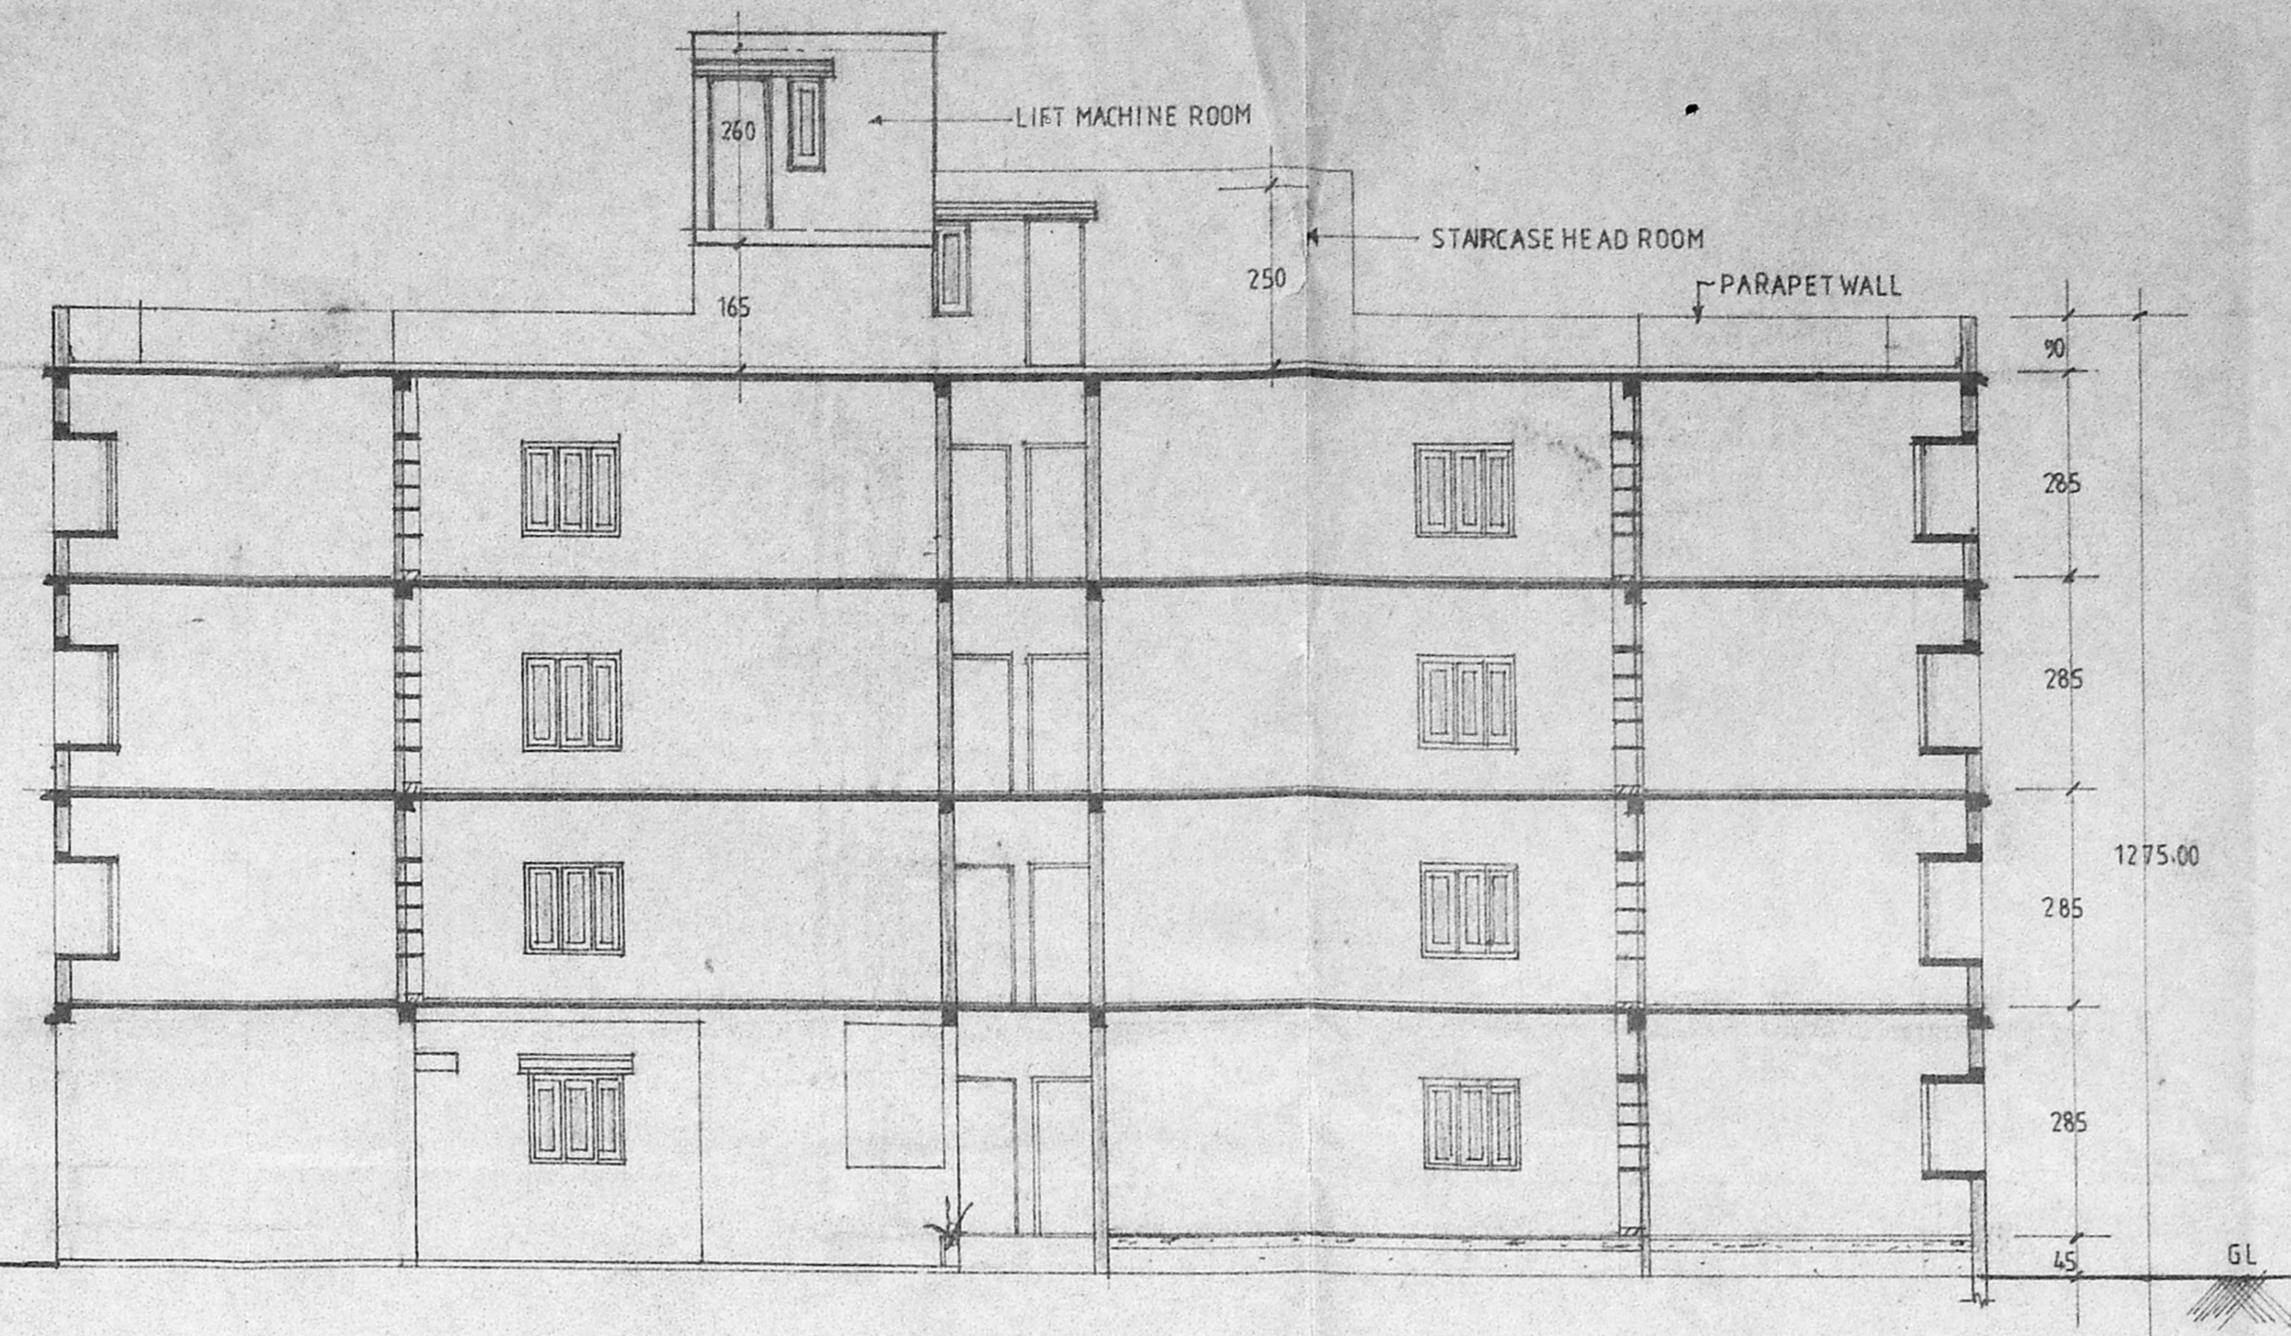 LIFT MACHINE ROOM
260
STAIRCASE HEAD ROOM
250
PARAPET WALL
165
90
285
285
1275.00
285
285
GL
45